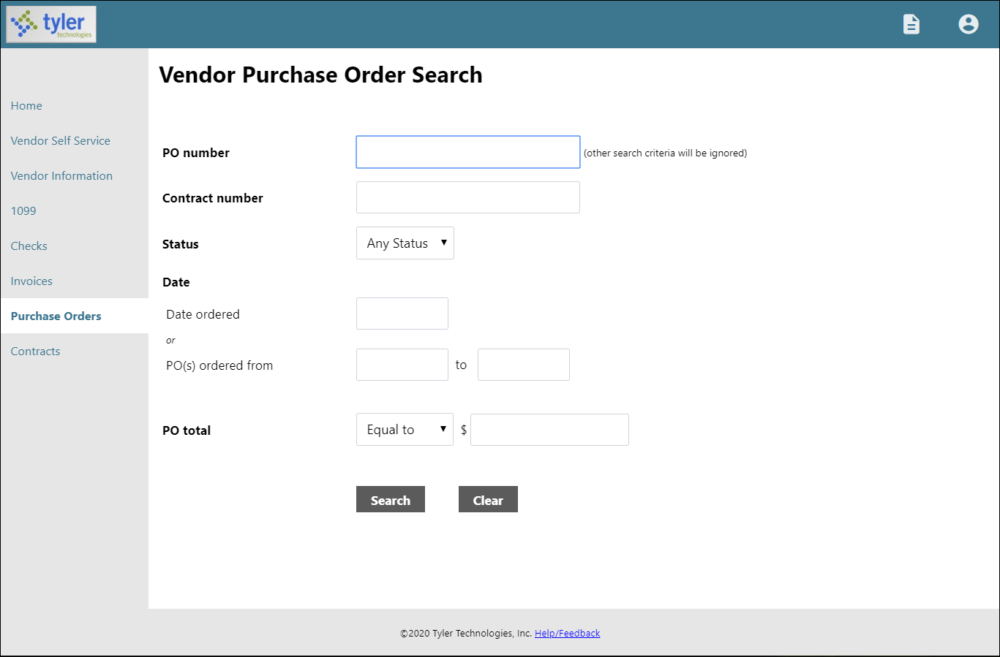 tyler
technologies
Vendor Purchase Order Search
Home
Vendor Self Service
Vendor Information
1099
Checks
Invoices
Purchase Orders
Contracts
PO number (other search criteria will be ignored)
Contract number
Status Any Status
Date
Date ordered
or
PO(s) ordered from to
PO total Equal to $
Search Clear
©2020 Tyler Technologies, Inc. Help/Feedback